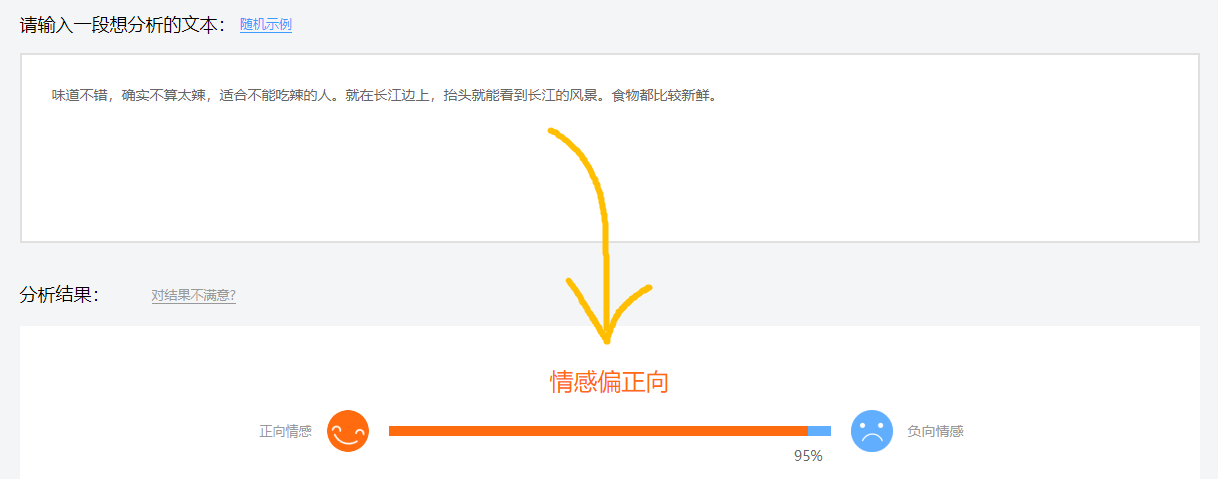 请输入一段想分析的文本： 随机示例
味道不错，确实不算太辣，适合不能吃辣的人。就在长江边上，抬头就能看到长江的风景。食物都比较新鲜。
分析结果： 对结果不满意?
情感偏正向
正向情感 负向情感
95%